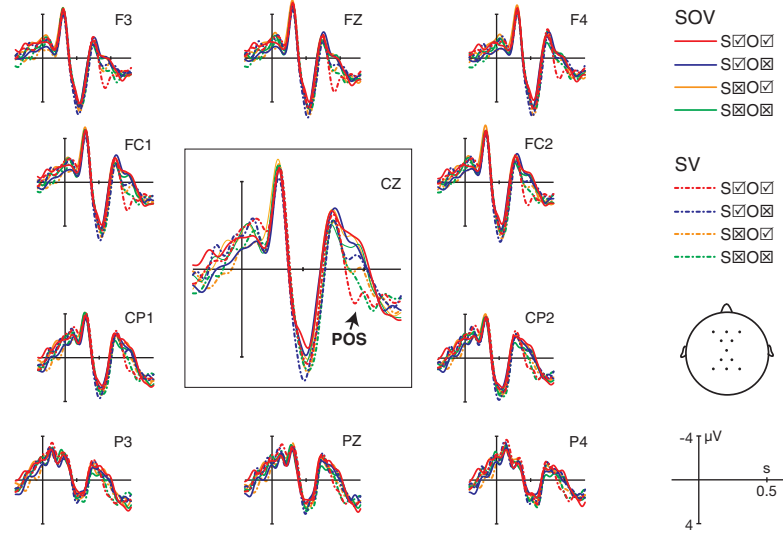 F3
FZ
F4
SOV
S☑O☑
S☑O☒
S☒O☑
S☒O☒
FC1
CZ
FC2
SV
S☑O☑
S☑O☒
S☒O☑
S☒O☒
POS
CP1
CP2
P3
PZ
P4
-4
µV
s
0.5
4